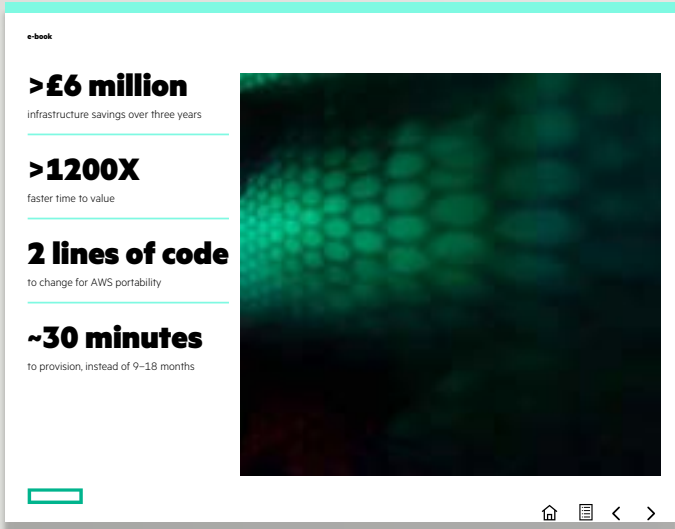 e-book
>£6 million
infrastructure savings over three years
>1200X
faster time to value
2 lines of code
to change for AWS portability
~30 minutes
to provision, instead of 9–18 months